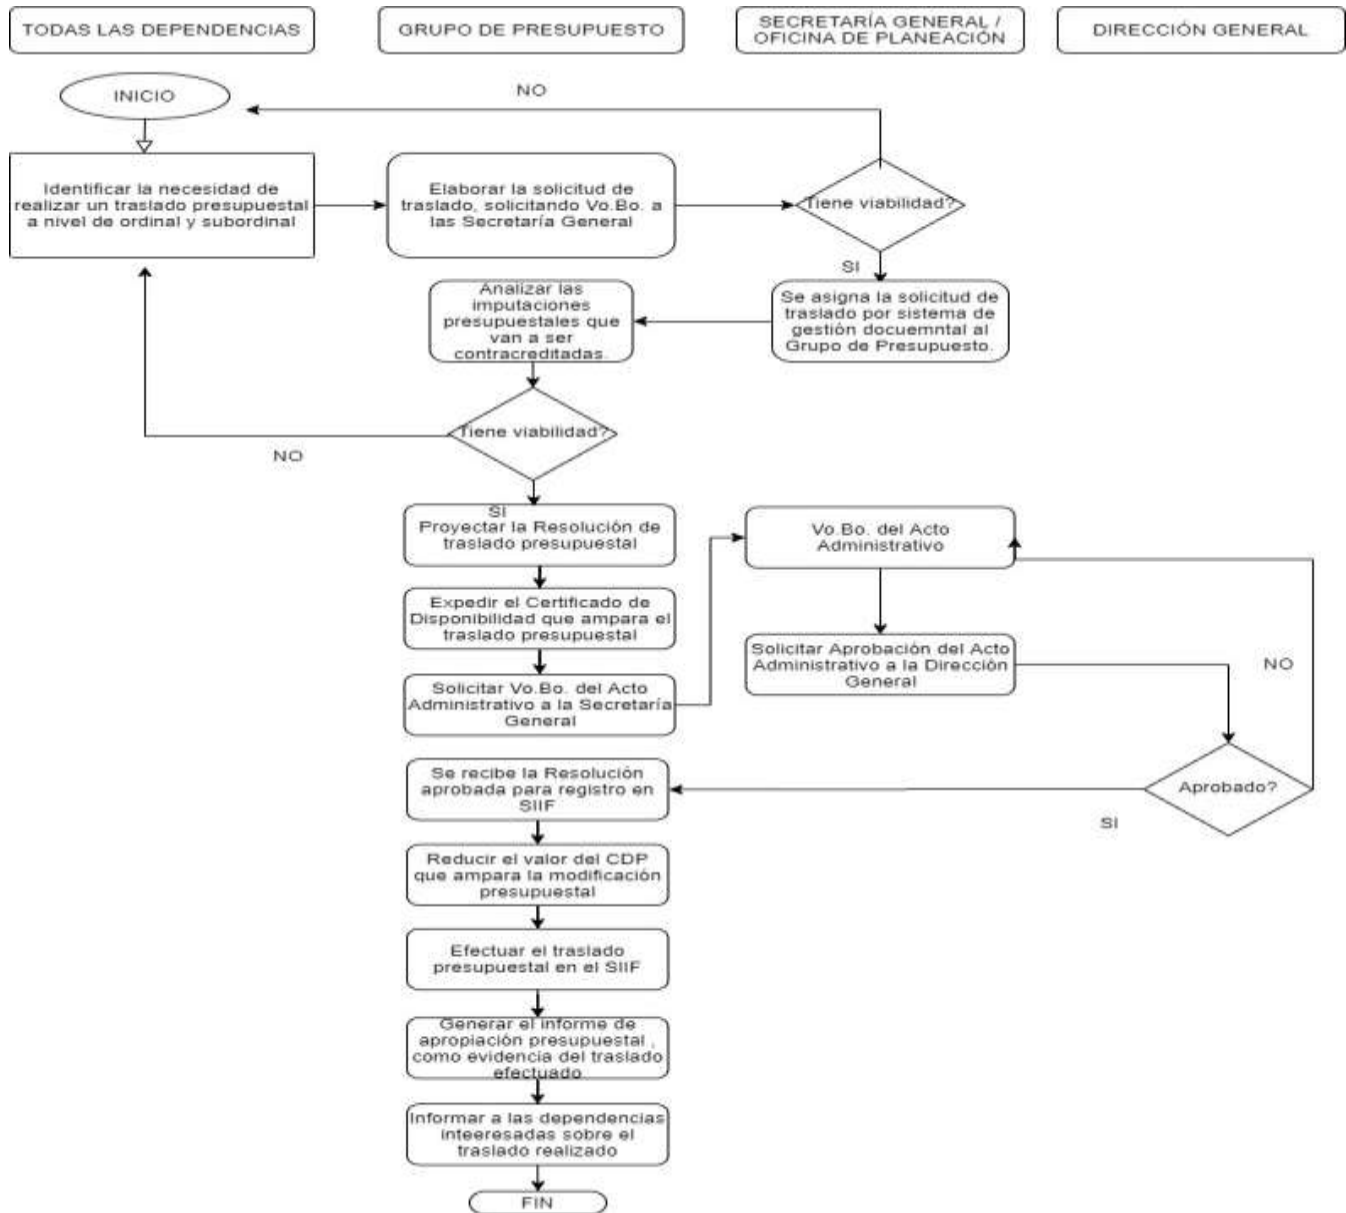 TODAS LAS DEPENDENCIAS
GRUPO DE PRESUPUESTO
SECRETARÍA GENERAL /
OFICINA DE PLANEACIÓN
DIRECCIÓN GENERAL
INICIO
NO
Identificar la necesidad de
realizar un traslado presupuestal
a nivel de ordinal y subordinal
Elaborar la solicitud de
traslado, solicitando Vo.Bo. a
las Secretaría General
Tiene viabilidad?
SI
Se asigna la solicitud de
traslado por sistema de
gestión docuemntal al
Grupo de Presupuesto.
Analizar las
imputaciones
presupuestales que
van a ser
contracreditadas.
Tiene viabilidad?
NO
SI
Proyectar la Resolución de
traslado presupuestal
Expedir el Certificado de
Disponibilidad que ampara el
traslado presupuestal
Solicitar Vo.Bo. del Acto
Administrativo a la Secretaría
General
Vo.Bo. del Acto
Administrativo
Solicitar Aprobación del Acto
Administrativo a la Dirección
General
NO
Aprobado?
SI
Se recibe la Resolución
aprobada para registro en
SIIF
Reducir el valor del CDP
que ampara la modificación
presupuestal
Efectuar el traslado
presupuestal en el SIIF
Generar el informe de
apropiación presupuestal ,
como evidencia del traslado
efectuado
Informar a las dependencias
inteeresadas sobre el
traslado realizado
FIN